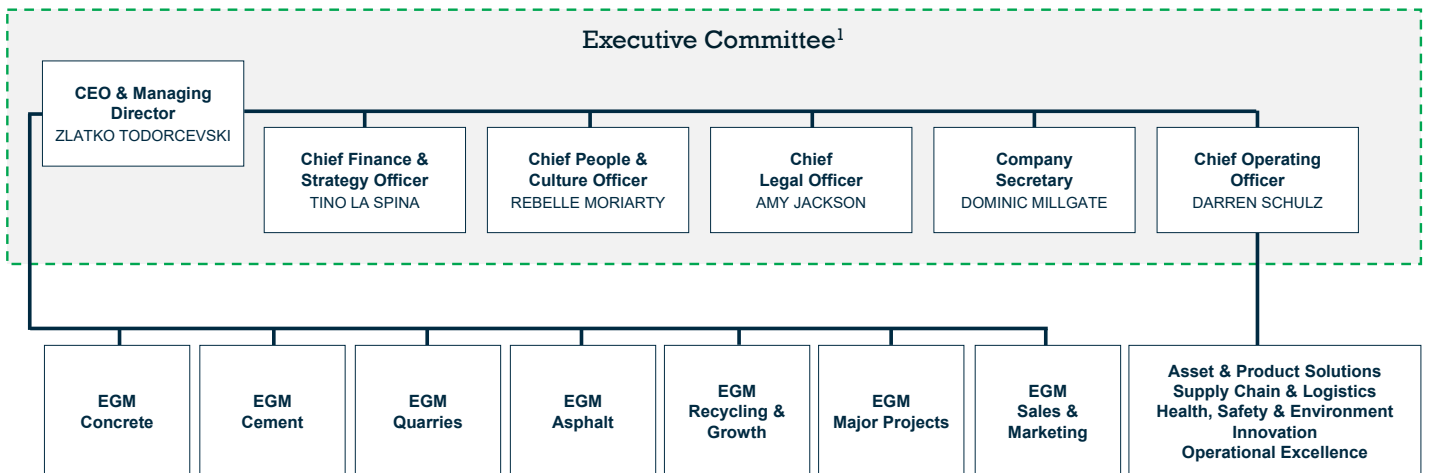 Executive Committee1
CEO & Managing
Director
ZLATKO TODORCEVSKI
Chief Finance &
Strategy Officer
TINO LA SPINA
Chief People &
Culture Officer
REBELLE MORIARTY
Chief
Legal Officer
AMY JACKSON
Company
Secretary
DOMINIC MILLGATE
Chief Operating
Officer
DARREN SCHULZ
EGM
Concrete
EGM
Cement
EGM
Quarries
EGM
Asphalt
EGM
Recycling &
Growth
EGM
Major Projects
EGM
Sales &
Marketing
Asset & Product Solutions
Supply Chain & Logistics
Health, Safety & Environment
Innovation
Operational Excellence